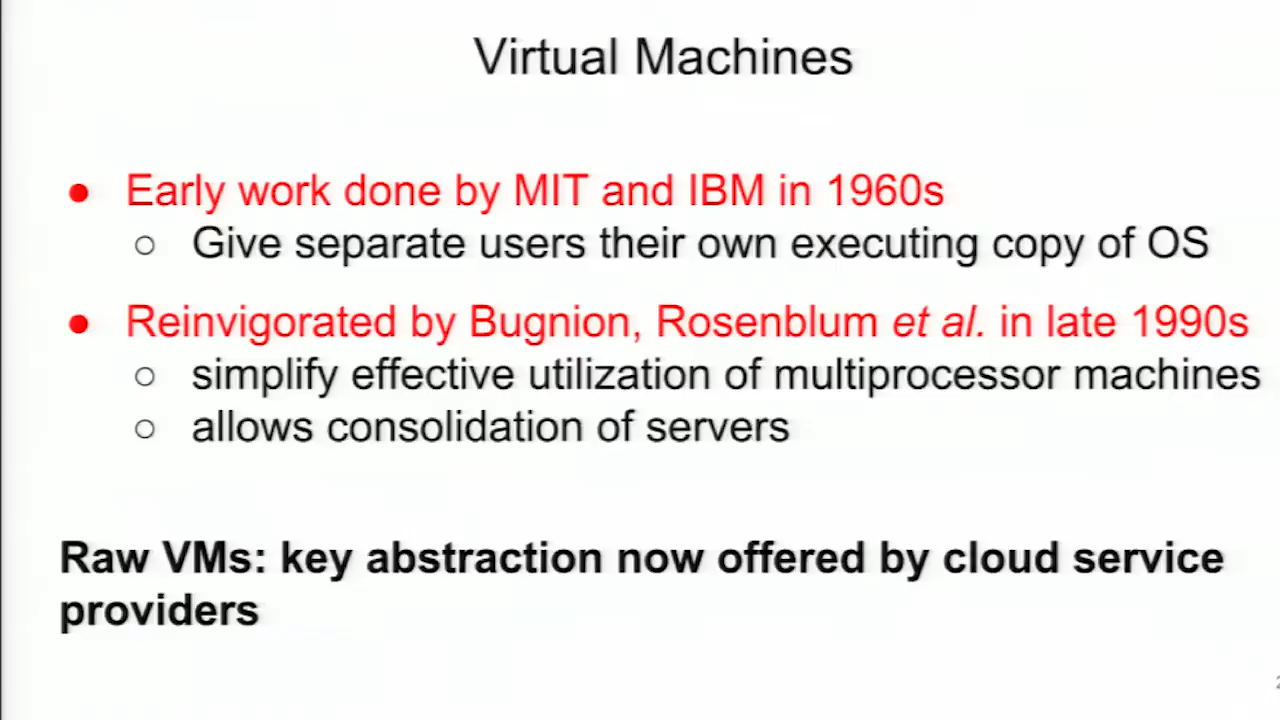 Virtual Machines
● Early work done by MIT and IBM in 1960s
○ Give separate users their own executing copy of OS
● Reinvigorated by Bugnion, Rosenblum et al. in late 1990s
○ simplify effective utilization of multiprocessor machines
○ allows consolidation of servers
Raw VMs: key abstraction now offered by cloud service
providers